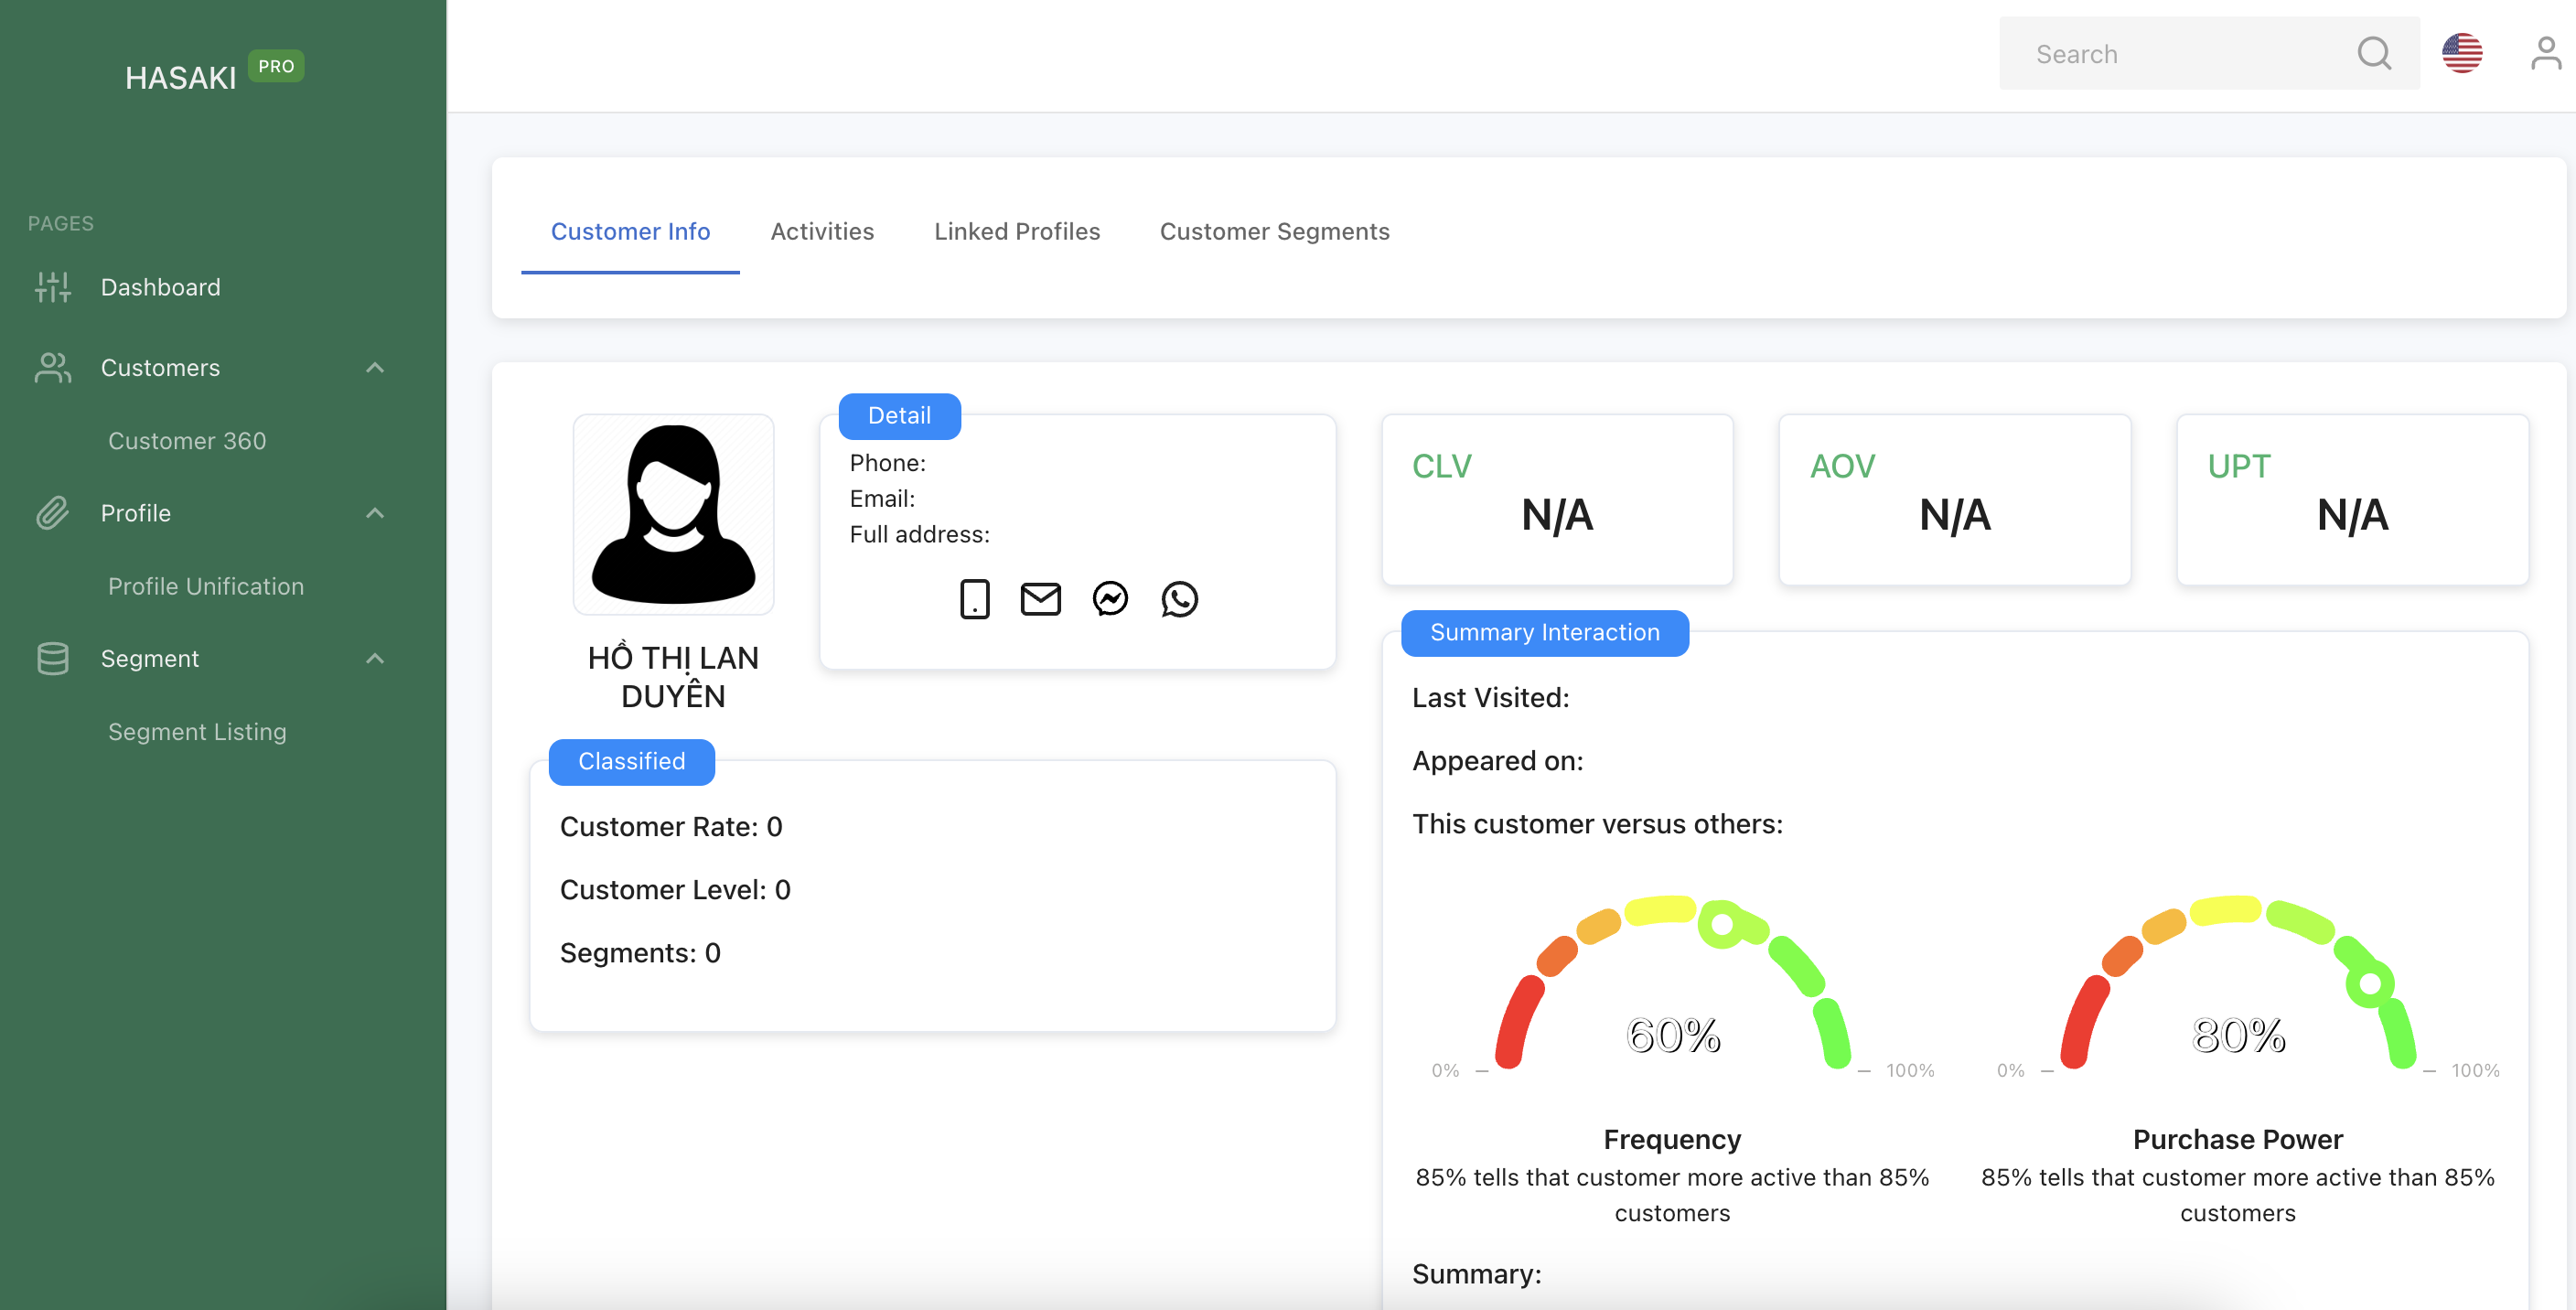 HASAKI PRO
Search
PAGES
Dashboard
Customers
Customer 360
Profile
Profile Unification
Segment
Segment Listing
Customer Info
Activities
Linked Profiles
Customer Segments
HỒ THỊ LAN
DUYÊN
Detail
Phone:
Email:
Full address:
Classified
Customer Rate: 0
Customer Level: 0
Segments: 0
CLV
N/A
AOV
N/A
UPT
N/A
Summary Interaction
Last Visited:
Appeared on:
This customer versus others:
60%
0%
100%
Frequency
85% tells that customer more active than 85%
customers
80%
0%
100%
Purchase Power
85% tells that customer more active than 85%
customers
Summary: